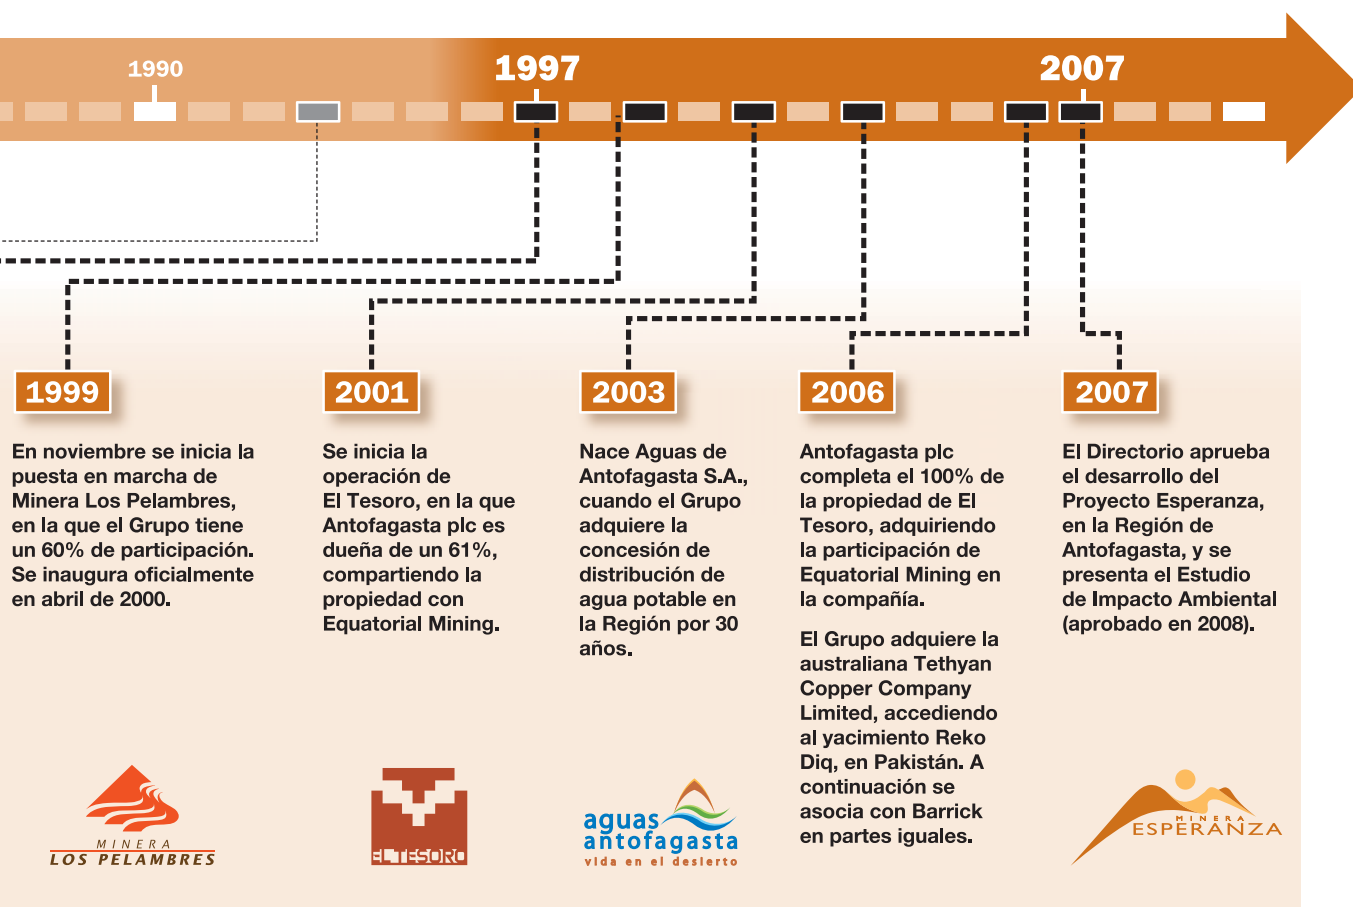 1990
1997
2007
1999
En noviembre se inicia la
puesta en marcha de
Minera Los Pelambres,
en la que el Grupo tiene
un 60% de participación.
Se inaugura oficialmente
en abril de 2000.
MINERA
LOS PELAMBRES
2001
Se inicia la
operación de
El Tesoro, en la que
Antofagasta plc es
dueña de un 61%,
compartiendo la
propiedad con
Equatorial Mining.
EL TESORO
2003
Nace Aguas de
Antofagasta S.A.,
cuando el Grupo
adquiere la
concesión de
distribución de
agua potable en
la Región por 30
años.
aguas
antofagasta
vida en el desierto
2006
Antofagasta plc
completa el 100% de
la propiedad de El
Tesoro, adquiriendo
la participación de
Equatorial Mining en
la compañía.
El Grupo adquiere la
australiana Tethyan
Copper Company
Limited, accediendo
al yacimiento Reko
Diq, en Pakistán. A
continuación se
asocia con Barrick
en partes iguales.
2007
El Directorio aprueba
el desarrollo del
Proyecto Esperanza,
en la Región de
Antofagasta, y se
presenta el Estudio
de Impacto Ambiental
(aprobado en 2008).
MINERA
ESPERANZA